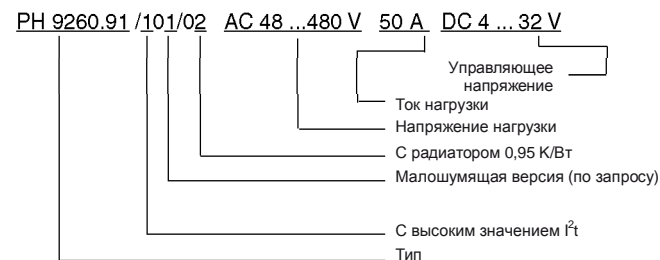 PH 9260.91 /101/02 AC 48 ...480 V 50 A DC 4 ... 32 V
Управляющее
напряжение
Ток нагрузки
Напряжение нагрузки
С радиатором 0,95 K/Вт
Малошумящая версия (по запросу)
С высоким значением I²t
Тип